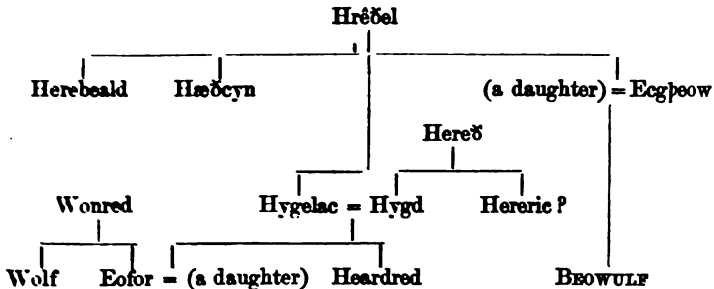 Hrêðel
Herebeald Hæðcyn (a daughter) = Ecgþeow
Hereð
Wonred Hygelac = Hygd Hereric ?
Wolf Eofor = (a daughter) Heardred BEOWULF